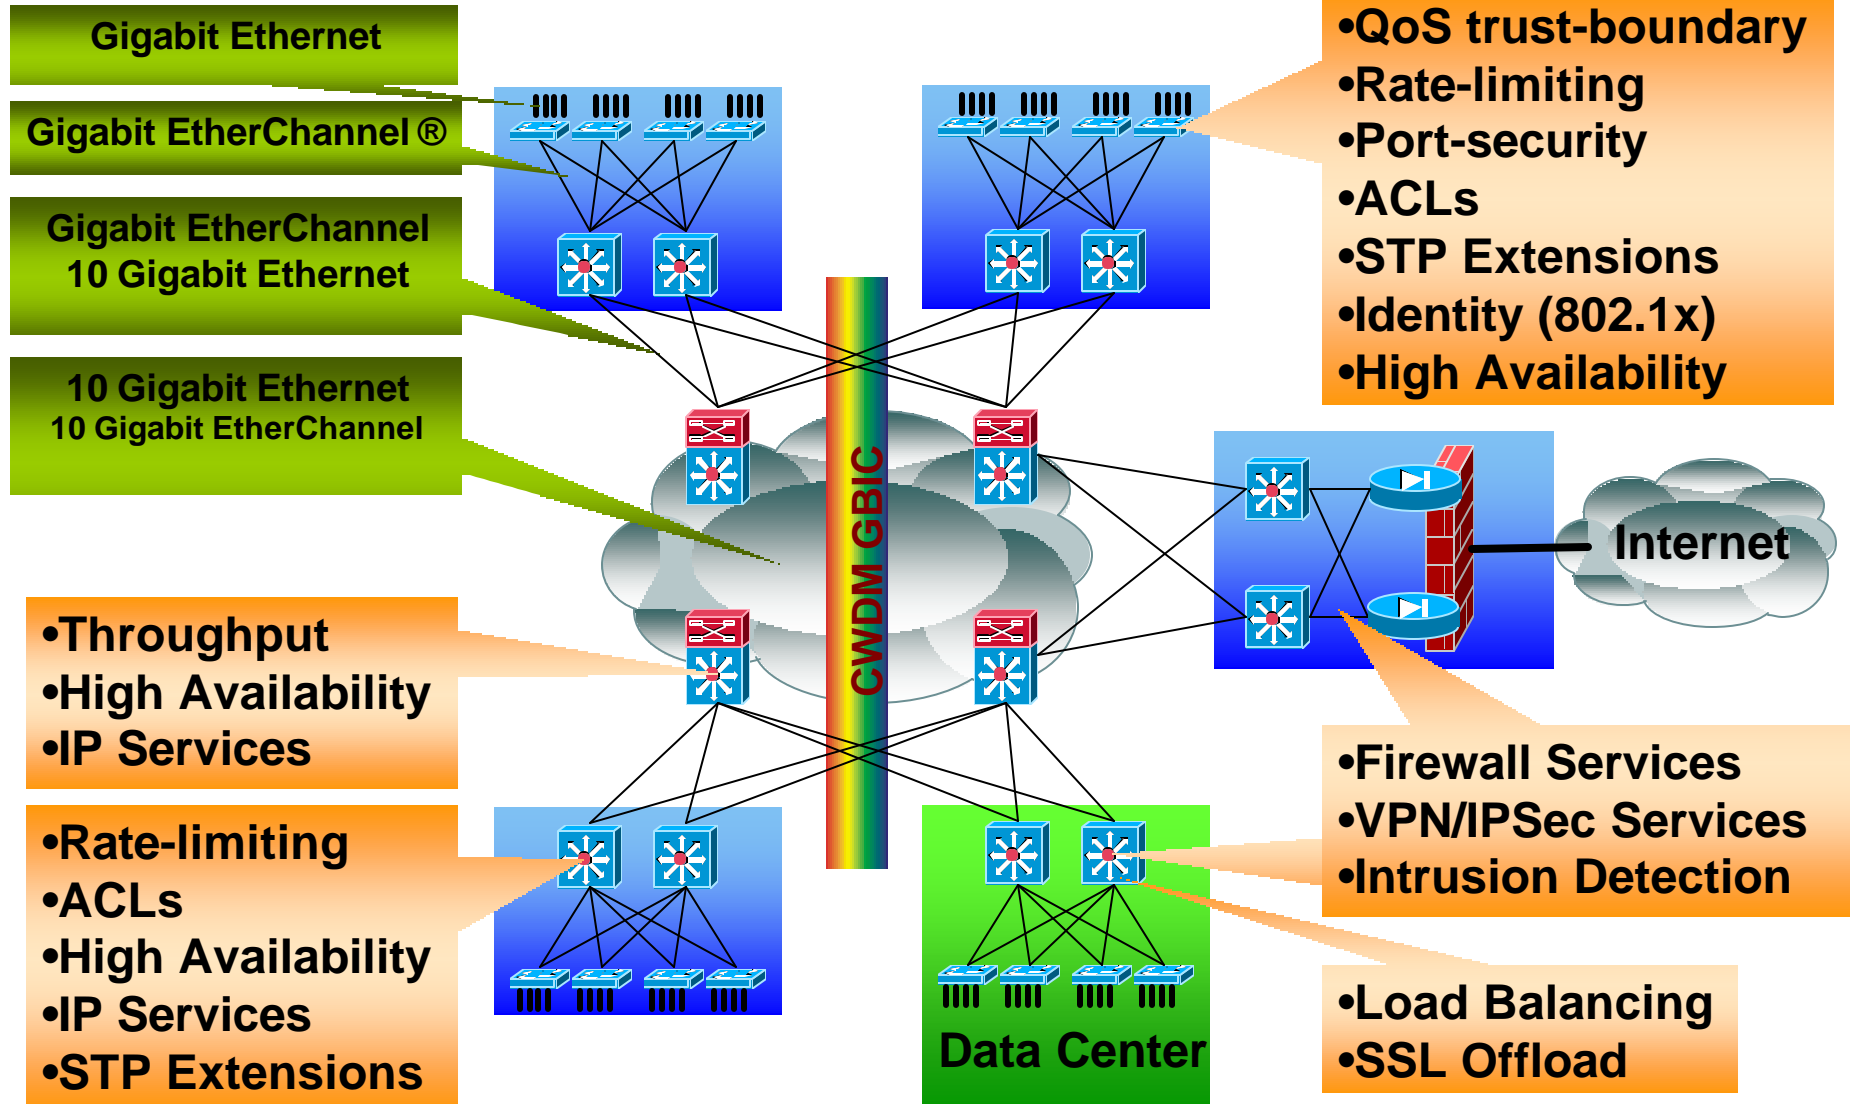 Gigabit Ethernet
Gigabit EtherChannel ®
Gigabit EtherChannel
10 Gigabit Ethernet
10 Gigabit Ethernet
10 Gigabit EtherChannel
•Throughput
•High Availability
•IP Services
•Rate-limiting
•ACLs
•High Availability
•IP Services
•STP Extensions
CWDM GBIC
•QoS trust-boundary
•Rate-limiting
•Port-security
•ACLs
•STP Extensions
•Identity (802.1x)
•High Availability
Internet
•Firewall Services
•VPN/IPSec Services
•Intrusion Detection
Data Center
•Load Balancing
•SSL Offload